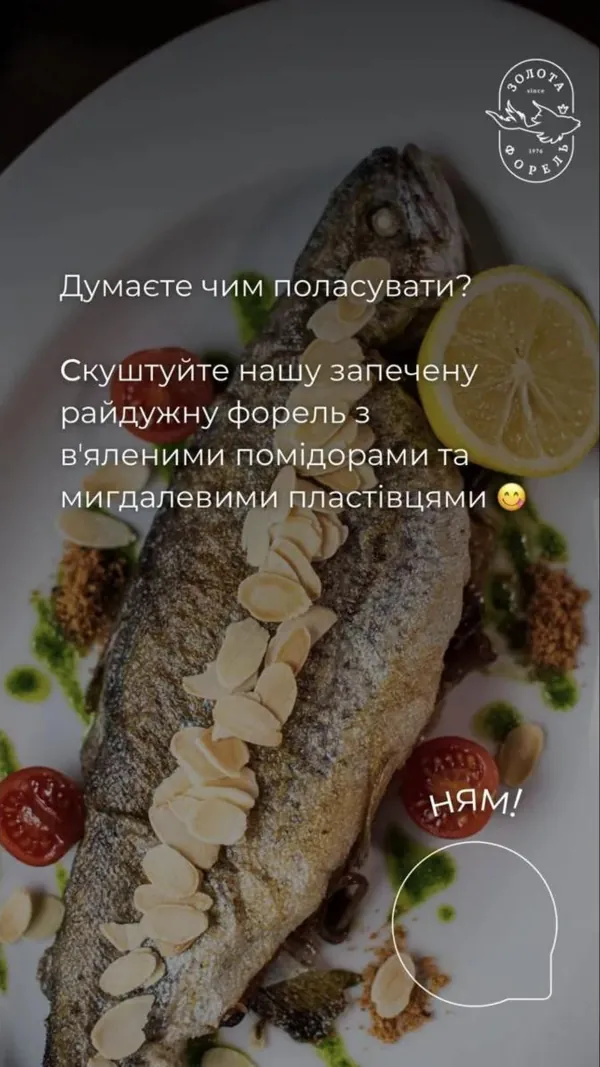 ЗОЛОТА
since
1976
ФОРЕЛЬ
Думаєте чим поласувати?
Скуштуйте нашу запечену
райдужну форель з
в'яленими помідорами та
мигдалевими пластівцями 😋
НЯМ!